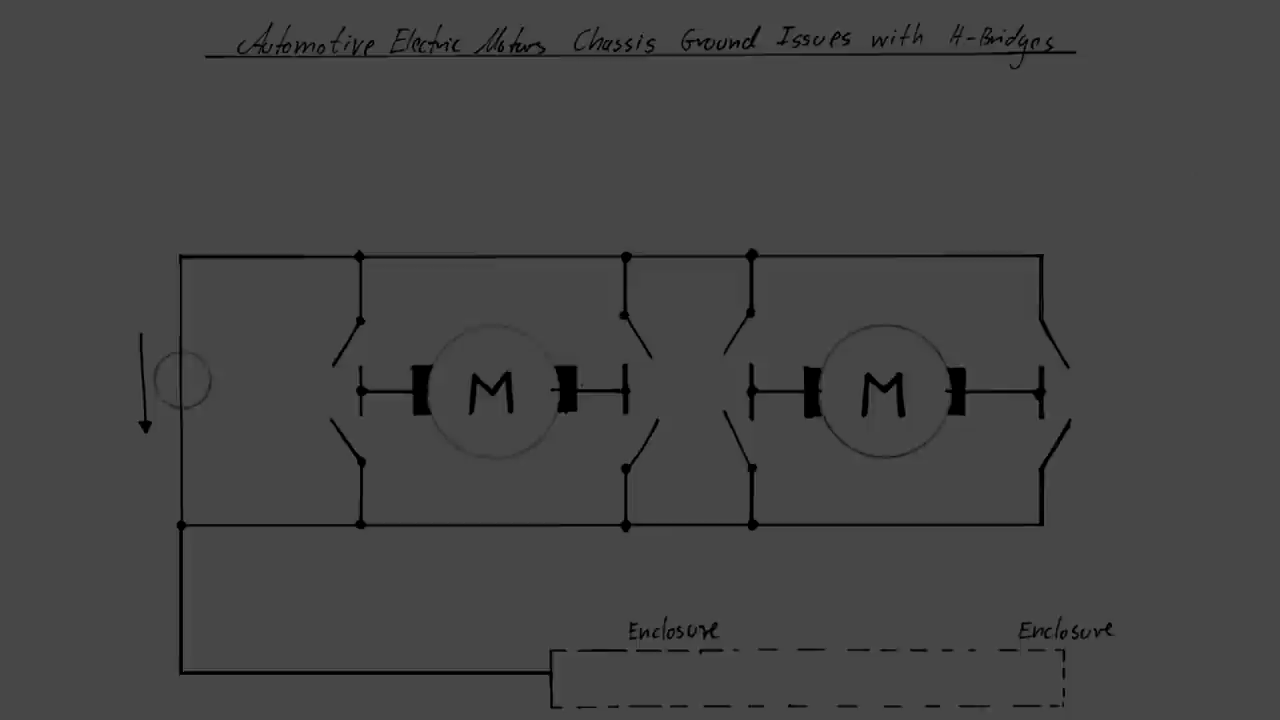 Automotive Electric Motors Chassis Ground Issues with H-Bridges
M M
Enclosure Enclosure